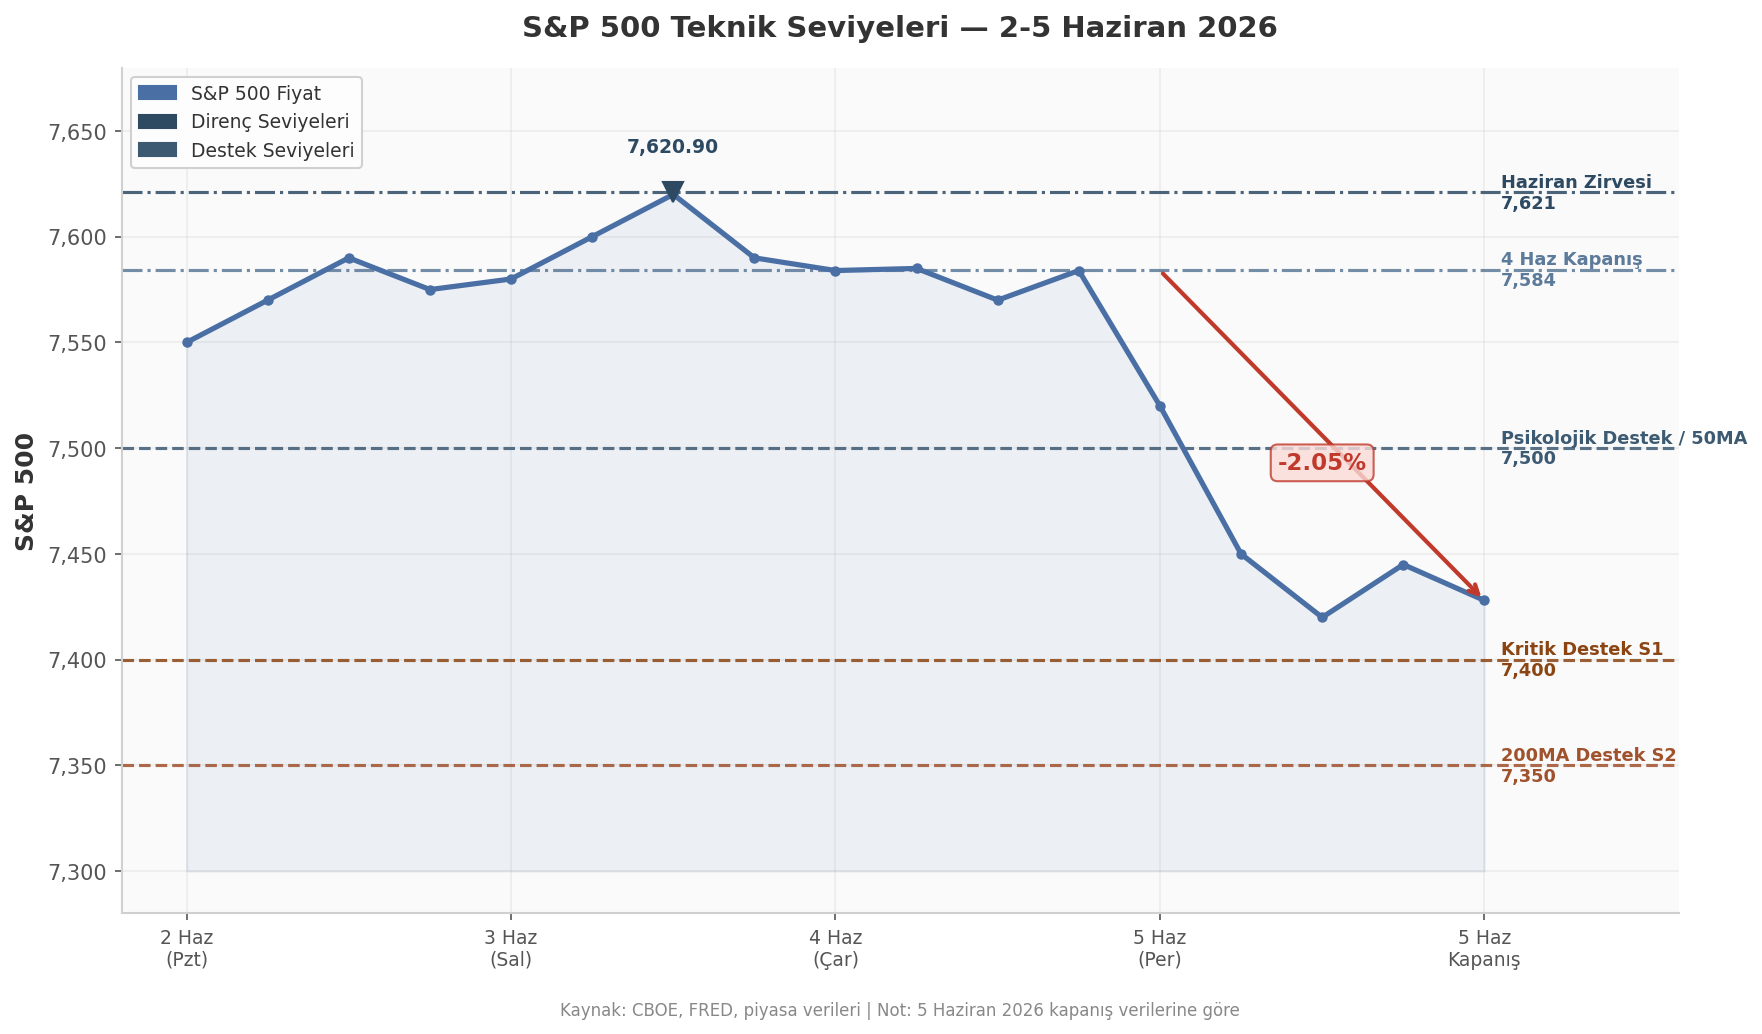 S&P 500 Teknik Seviyeleri — 2-5 Haziran 2026
S&P 500 Fiyat
Direnç Seviyeleri
Destek Seviyeleri
7,620.90
Haziran Zirvesi
7,621
4 Haz Kapanış
7,584
Psikolojik Destek / 50MA
7,500
-2.05%
Kritik Destek S1
7,400
200MA Destek S2
7,350
S&P 500
7,650
7,600
7,550
7,500
7,450
7,400
7,350
7,300
2 Haz
(Pzt)
3 Haz
(Sal)
4 Haz
(Çar)
5 Haz
(Per)
5 Haz
Kapanış
Kaynak: CBOE, FRED, piyasa verileri | Not: 5 Haziran 2026 kapanış verilerine göre